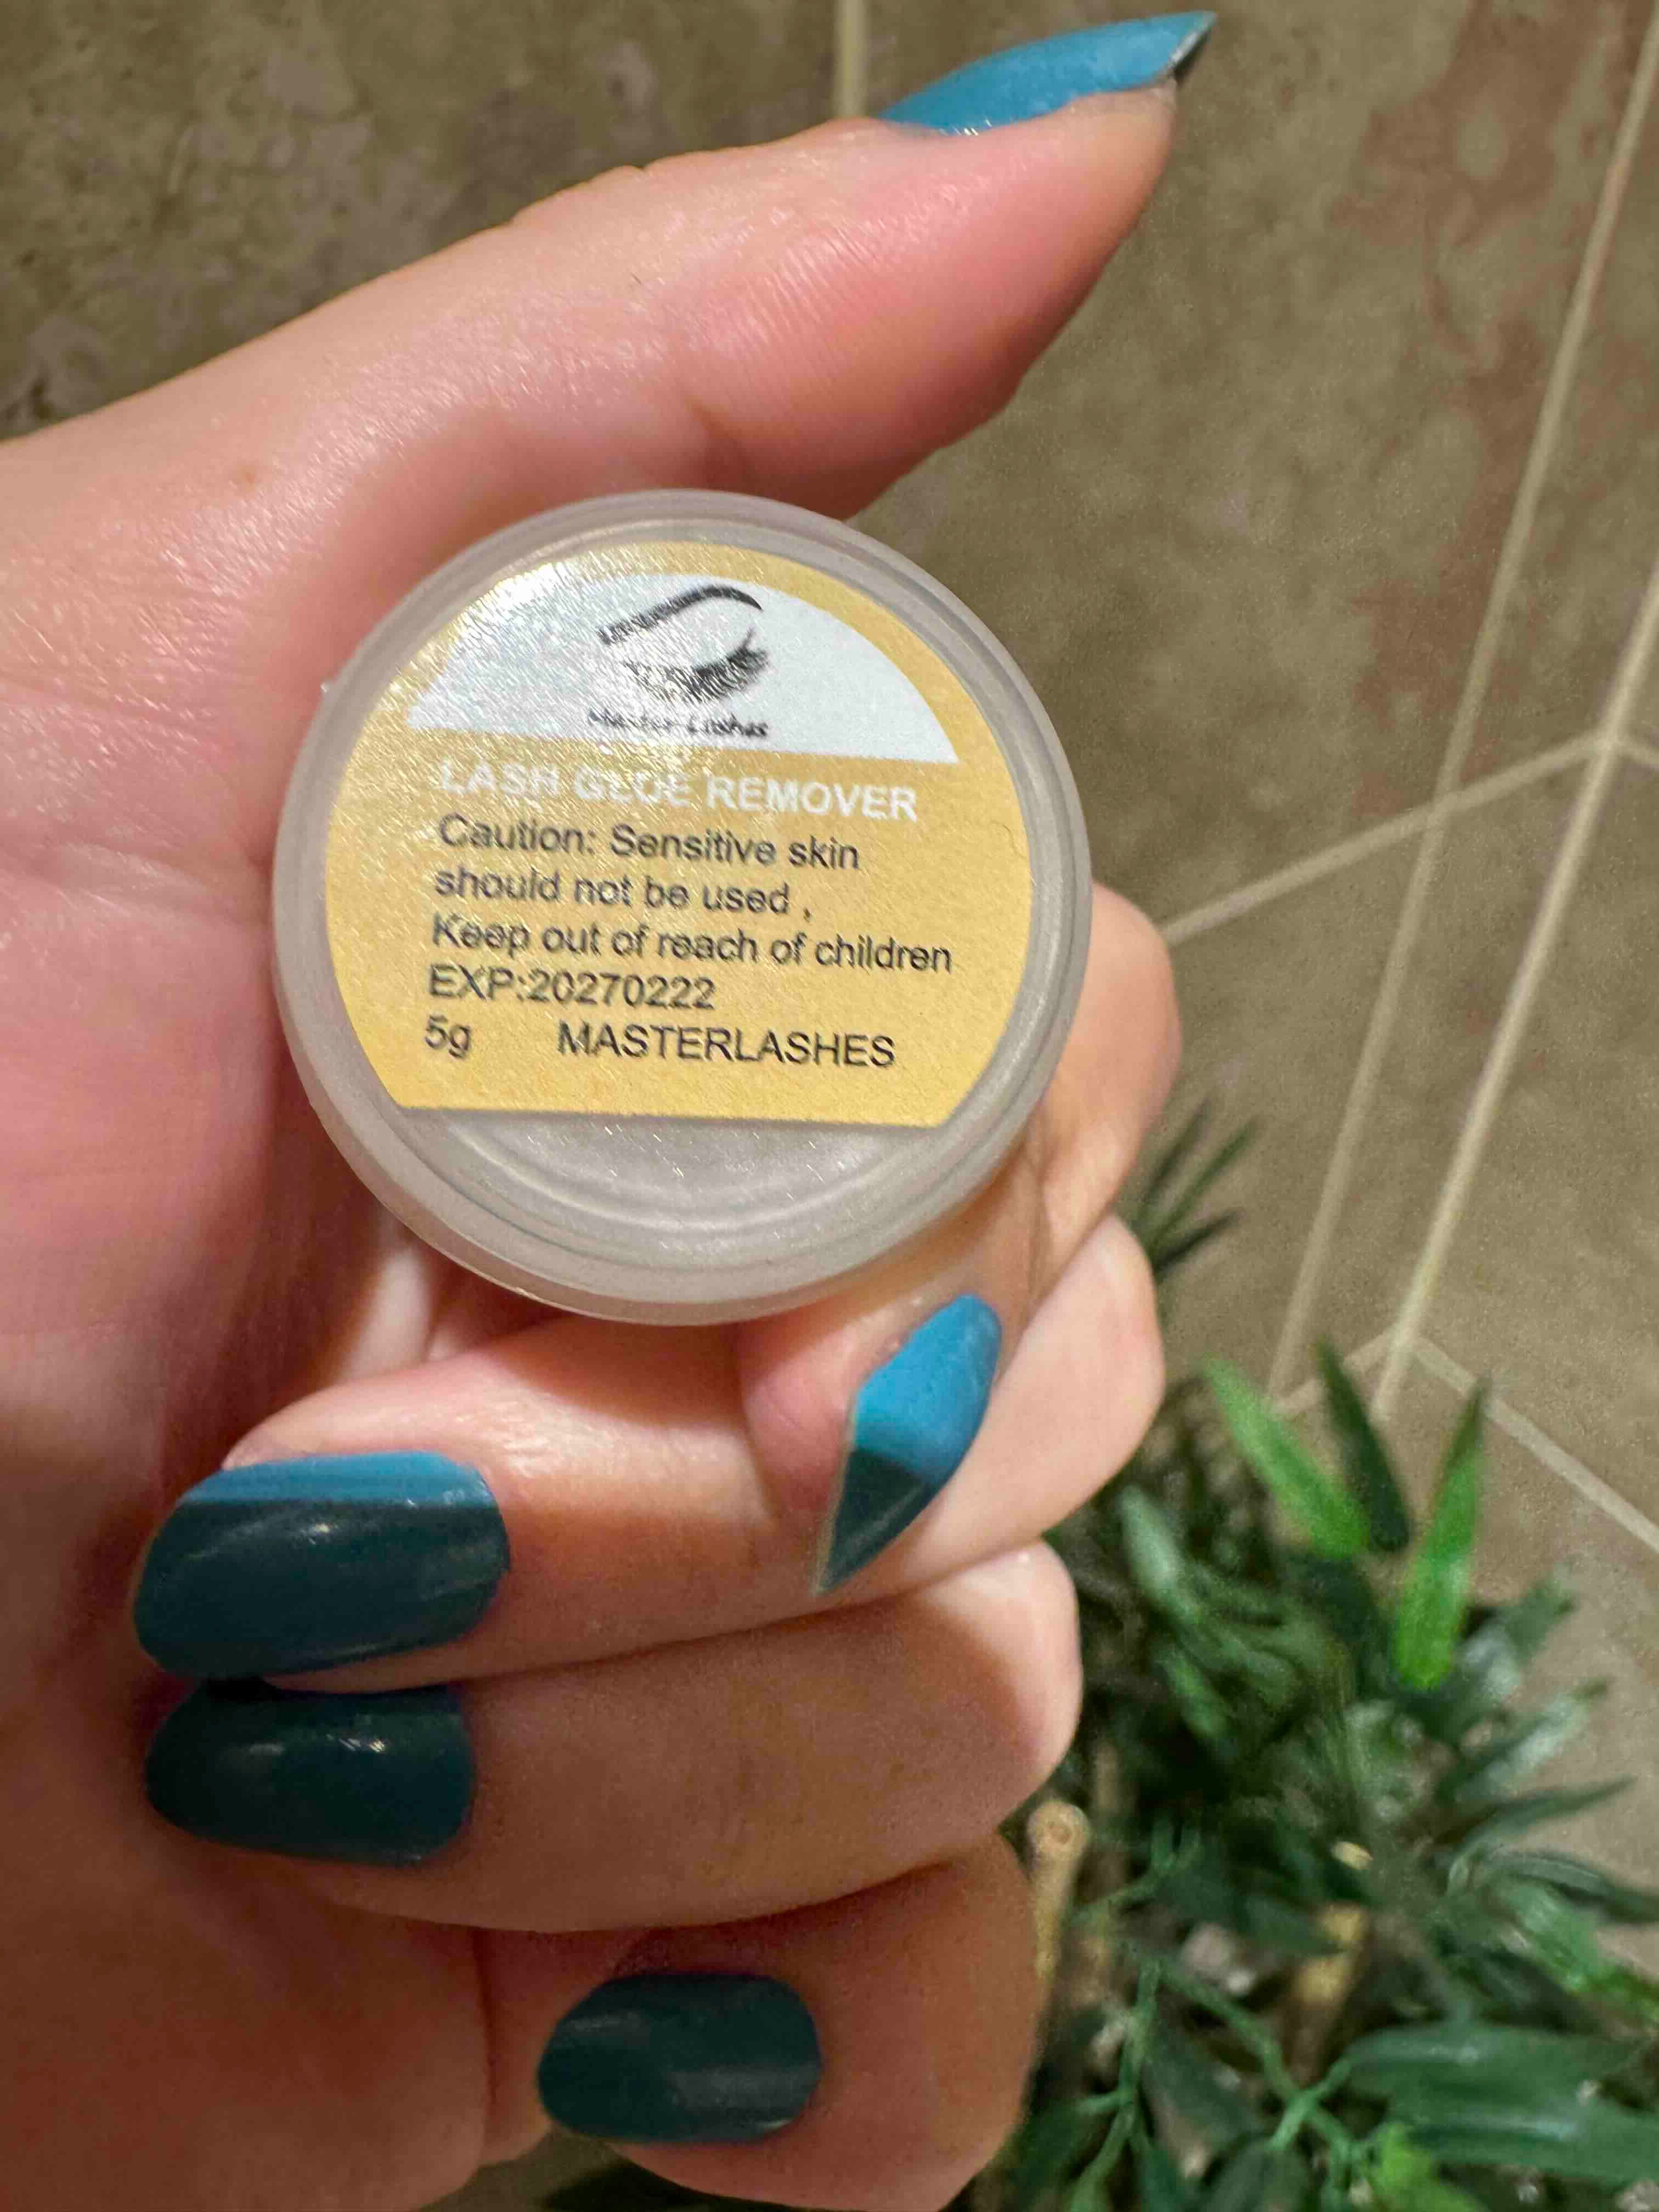 Master Lashes
LASH GLUE REMOVER
Caution: Sensitive skin
should not be used ,
Keep out of reach of children
EXP:20270222
5g MASTERLASHES